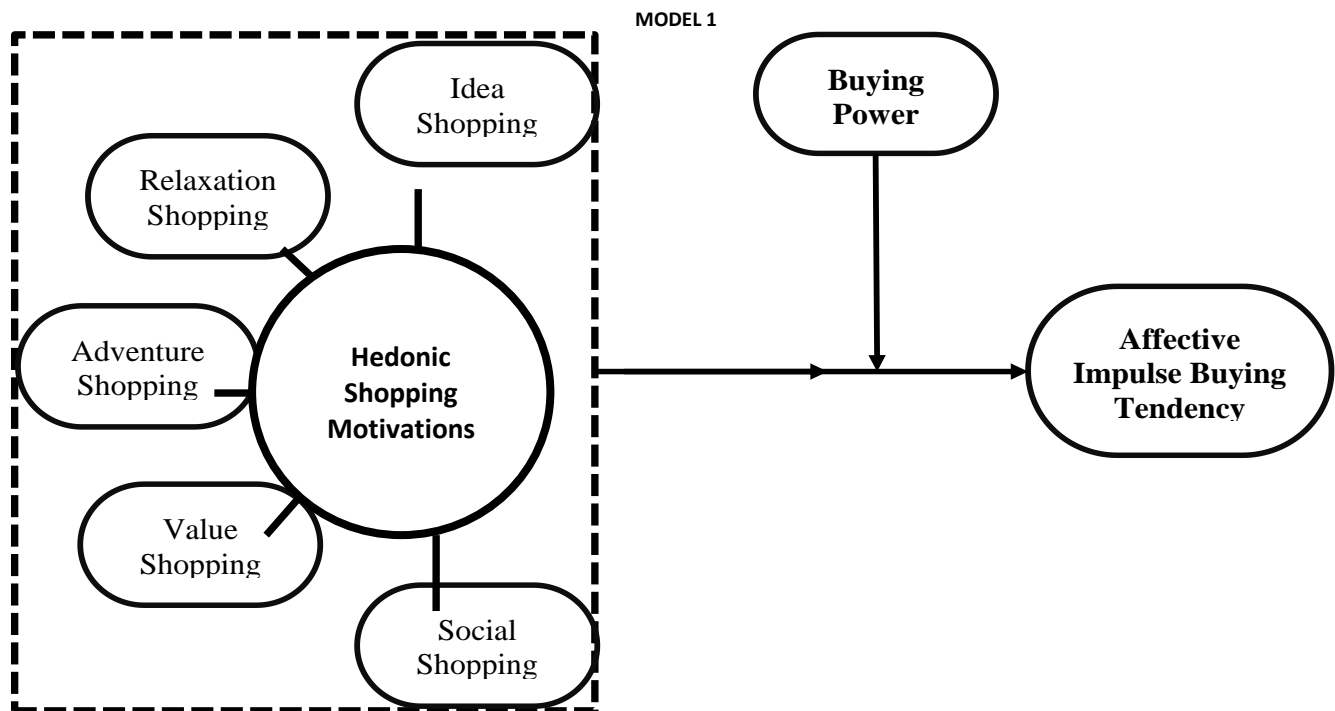 MODEL 1
Idea
Shopping
Buying
Power
Relaxation
Shopping
Adventure
Shopping
Hedonic
Shopping
Motivations
Affective
Impulse Buying
Tendency
Value
Shopping
Social
Shopping